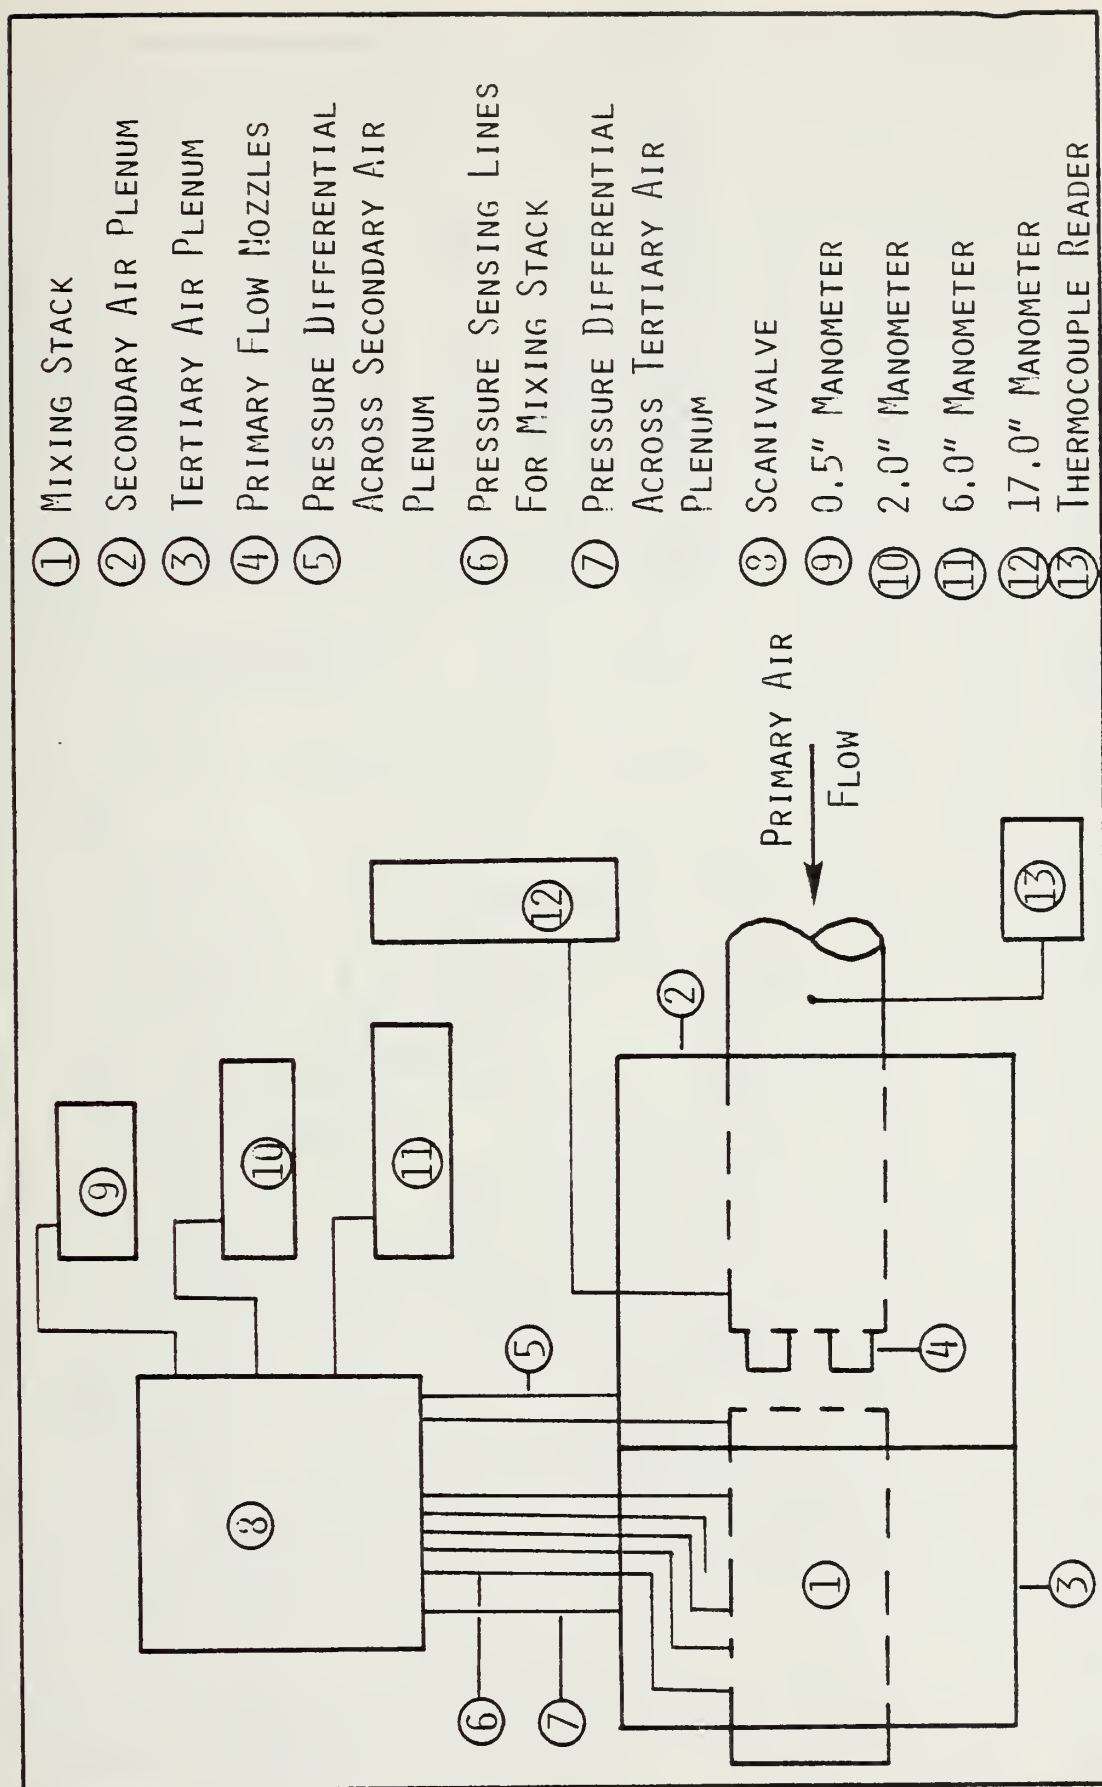 ① MIXING STACK
② SECONDARY AIR PLENUM
③ TERTIARY AIR PLENUM
④ PRIMARY FLOW NOZZLES
⑤ PRESSURE DIFFERENTIAL
ACROSS SECONDARY AIR
PLENUM
⑥ PRESSURE SENSING LINES
FOR MIXING STACK
⑦ PRESSURE DIFFERENTIAL
ACROSS TERTIARY AIR
PLENUM
⑧ SCANIVALVE
⑨ 0.5" MANOMETER
⑩ 2.0" MANOMETER
⑪ 6.0" MANOMETER
⑫ 17.0" MANOMETER
⑬ THERMOCOUPLE READER
⑨
⑩
⑪
⑫
⑧
⑤
②
⑥
⑦
PRIMARY AIR
FLOW
①
④
③
⑬